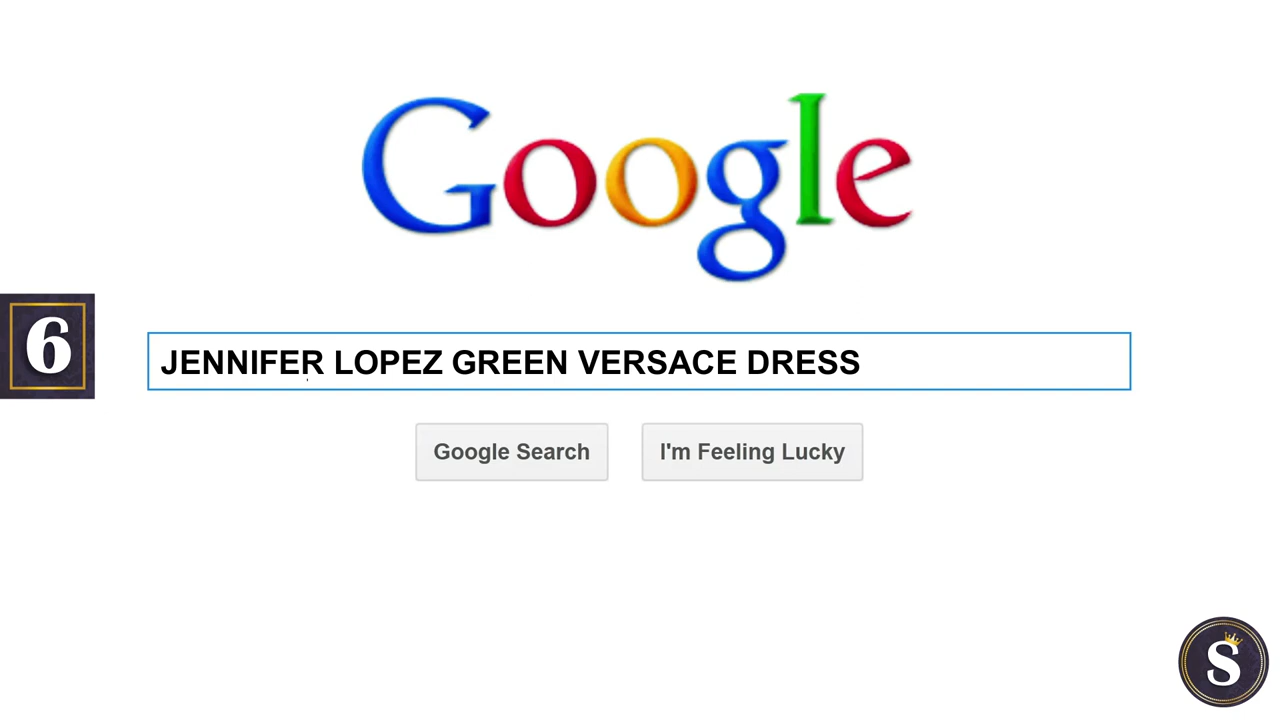 Google
6
JENNIFER LOPEZ GREEN VERSACE DRESS
Google Search
I'm Feeling Lucky
S